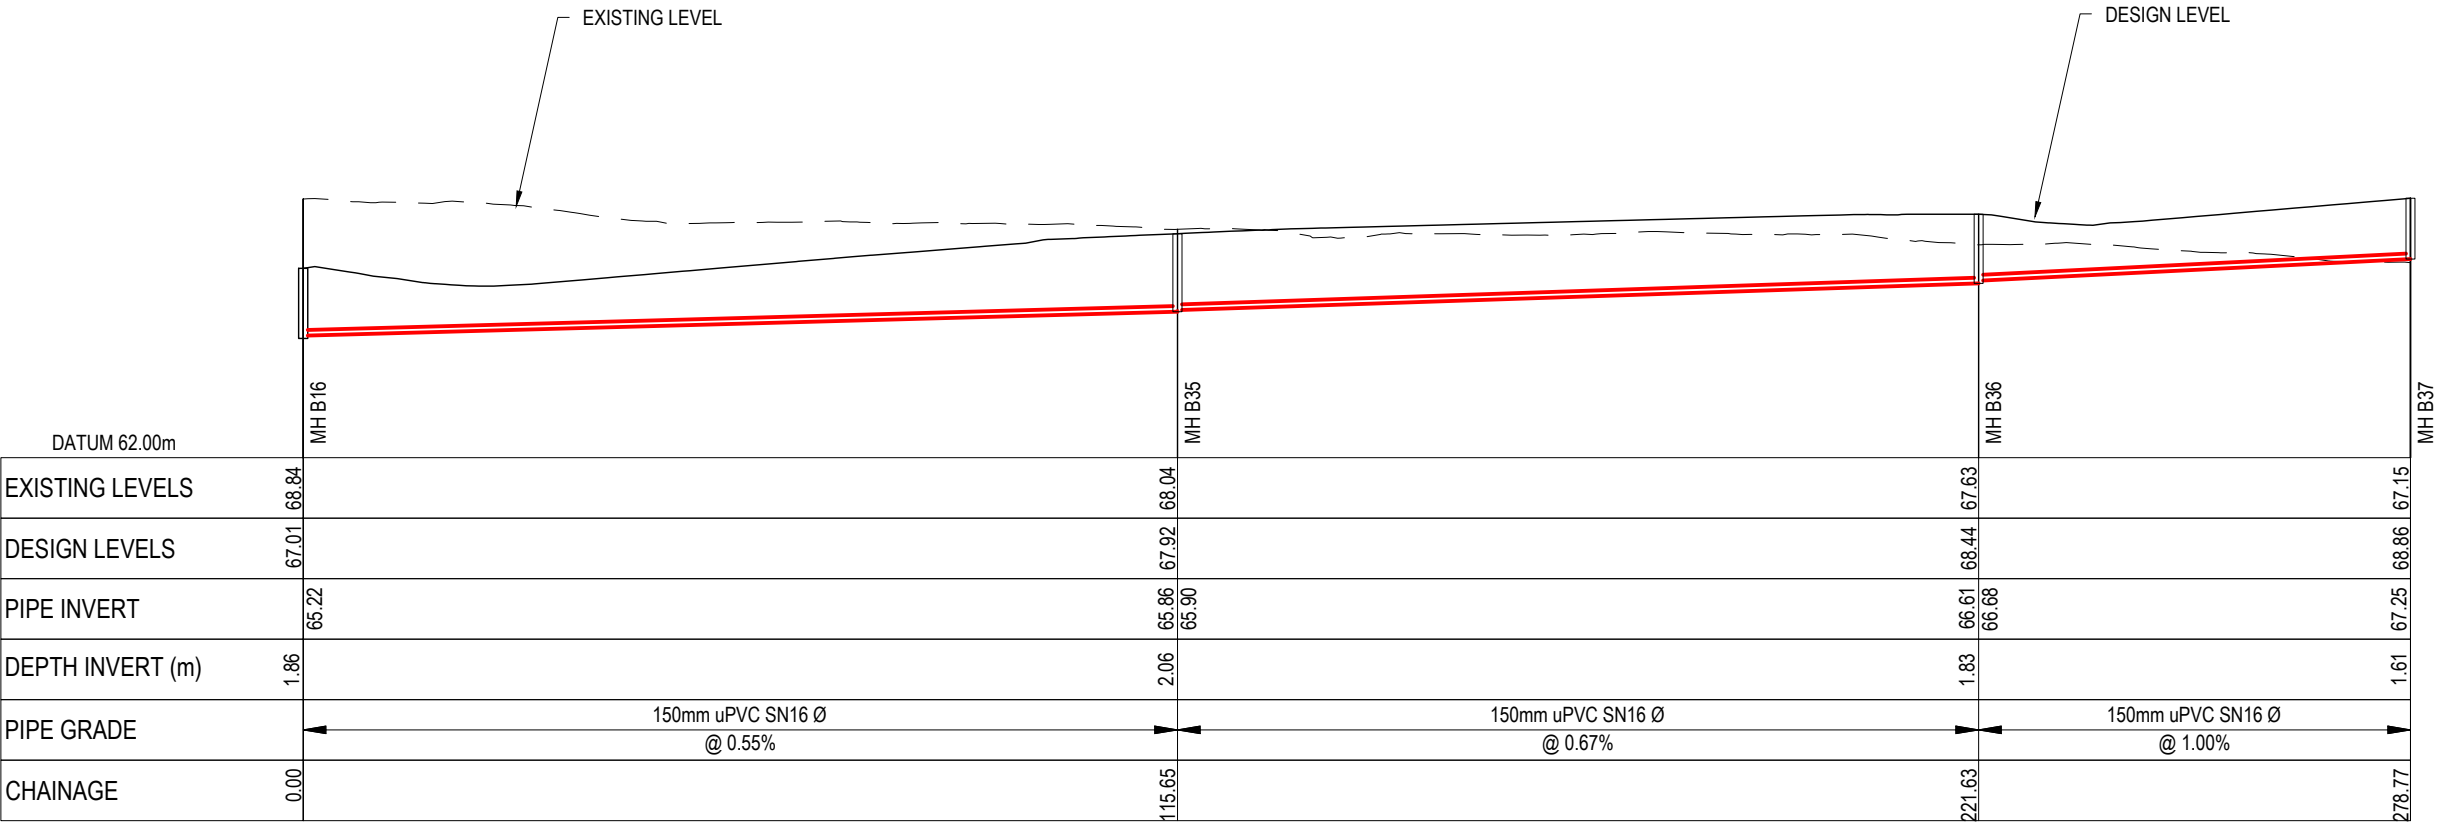 EXISTING LEVEL
DESIGN LEVEL
MH B16
MH B35
MH B36
MH B37
DATUM 62.00m
EXISTING LEVELS 68.84 68.04 67.63 67.15
DESIGN LEVELS 67.01 67.92 68.44 68.86
PIPE INVERT 65.22 65.86 65.90 66.61 66.68 67.25
DEPTH INVERT (m) 1.86 2.06 1.83 1.61
PIPE GRADE
150mm uPVC SN16 Ø
@ 0.55%
150mm uPVC SN16 Ø
@ 0.67%
150mm uPVC SN16 Ø
@ 1.00%
CHAINAGE 0.00 115.65 221.63 278.77